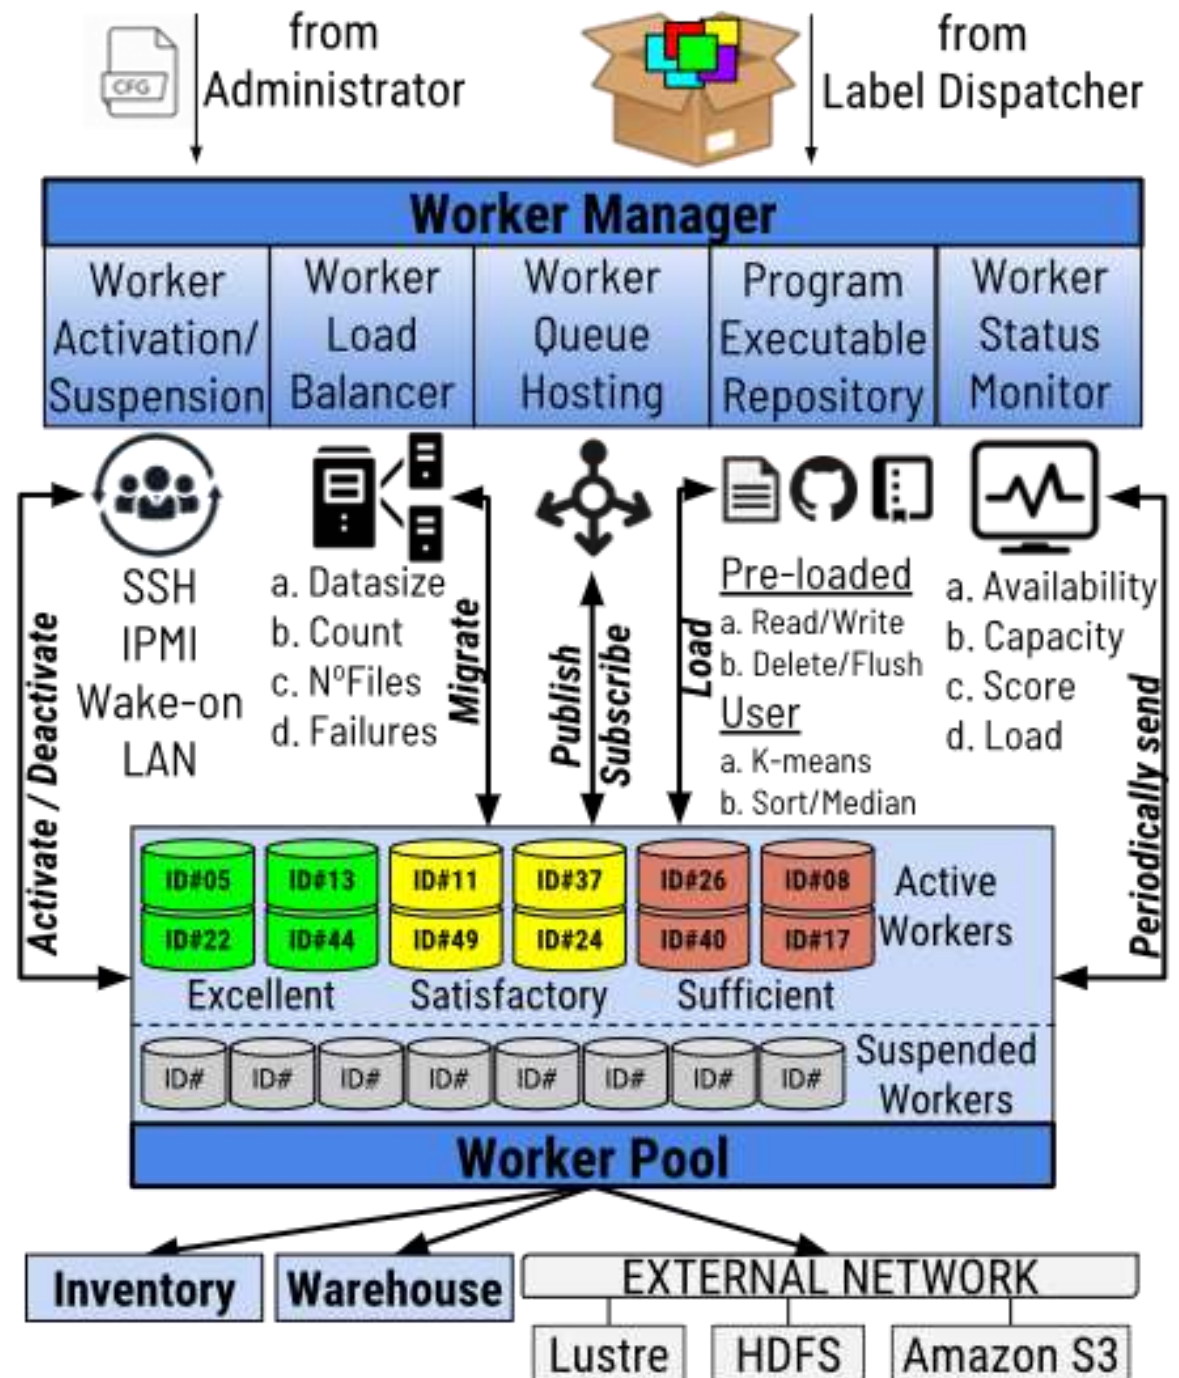 from
Administrator
CFG
from
Label Dispatcher
Worker Manager
Worker
Activation/
Suspension
Worker
Load
Balancer
Worker
Queue
Hosting
Program
Executable
Repository
Worker
Status
Monitor
Activate / Deactivate
SSH
IPMI
Wake-on
LAN
a. Datasize
b. Count
c. NºFiles
d. Failures
Migrate
Publish
Subscribe
Load
Pre-loaded
a. Read/Write
b. Delete/Flush
User
a. K-means
b. Sort/Median
a. Availability
b. Capacity
c. Score
d. Load
Periodically send
ID#05 ID#13 ID#11 ID#37 ID#26 ID#08
ID#22 ID#44 ID#49 ID#24 ID#40 ID#17
Active
Workers
Excellent Satisfactory Sufficient
ID# ID# ID# ID# ID# ID# ID# ID#
Suspended
Workers
Worker Pool
Inventory
Warehouse
EXTERNAL NETWORK
Lustre
HDFS
Amazon S3